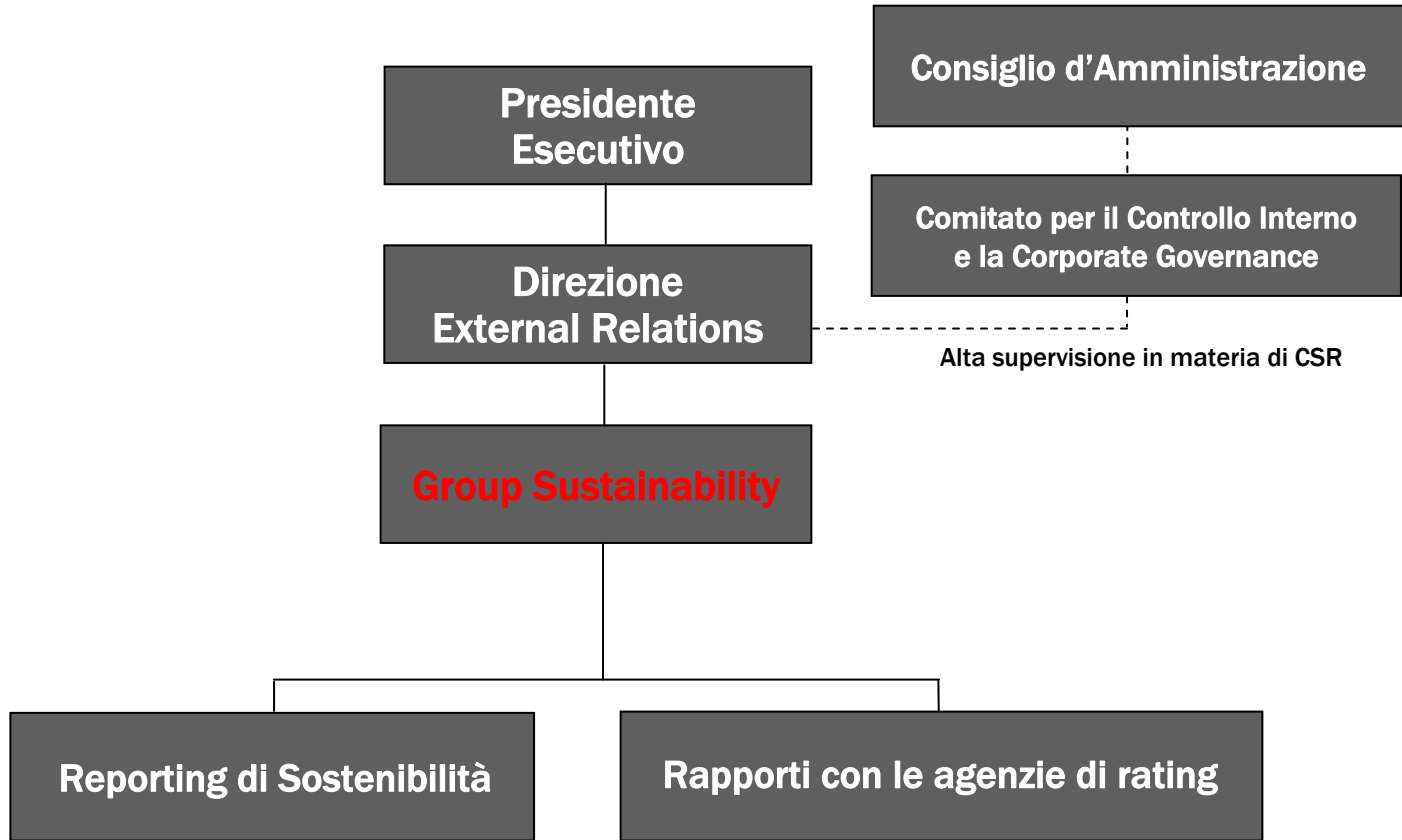 Consiglio d’Amministrazione
Presidente
Esecutivo
Comitato per il Controllo Interno
e la Corporate Governance
Direzione
External Relations
Alta supervisione in materia di CSR
Group Sustainability
Reporting di Sostenibilità
Rapporti con le agenzie di rating